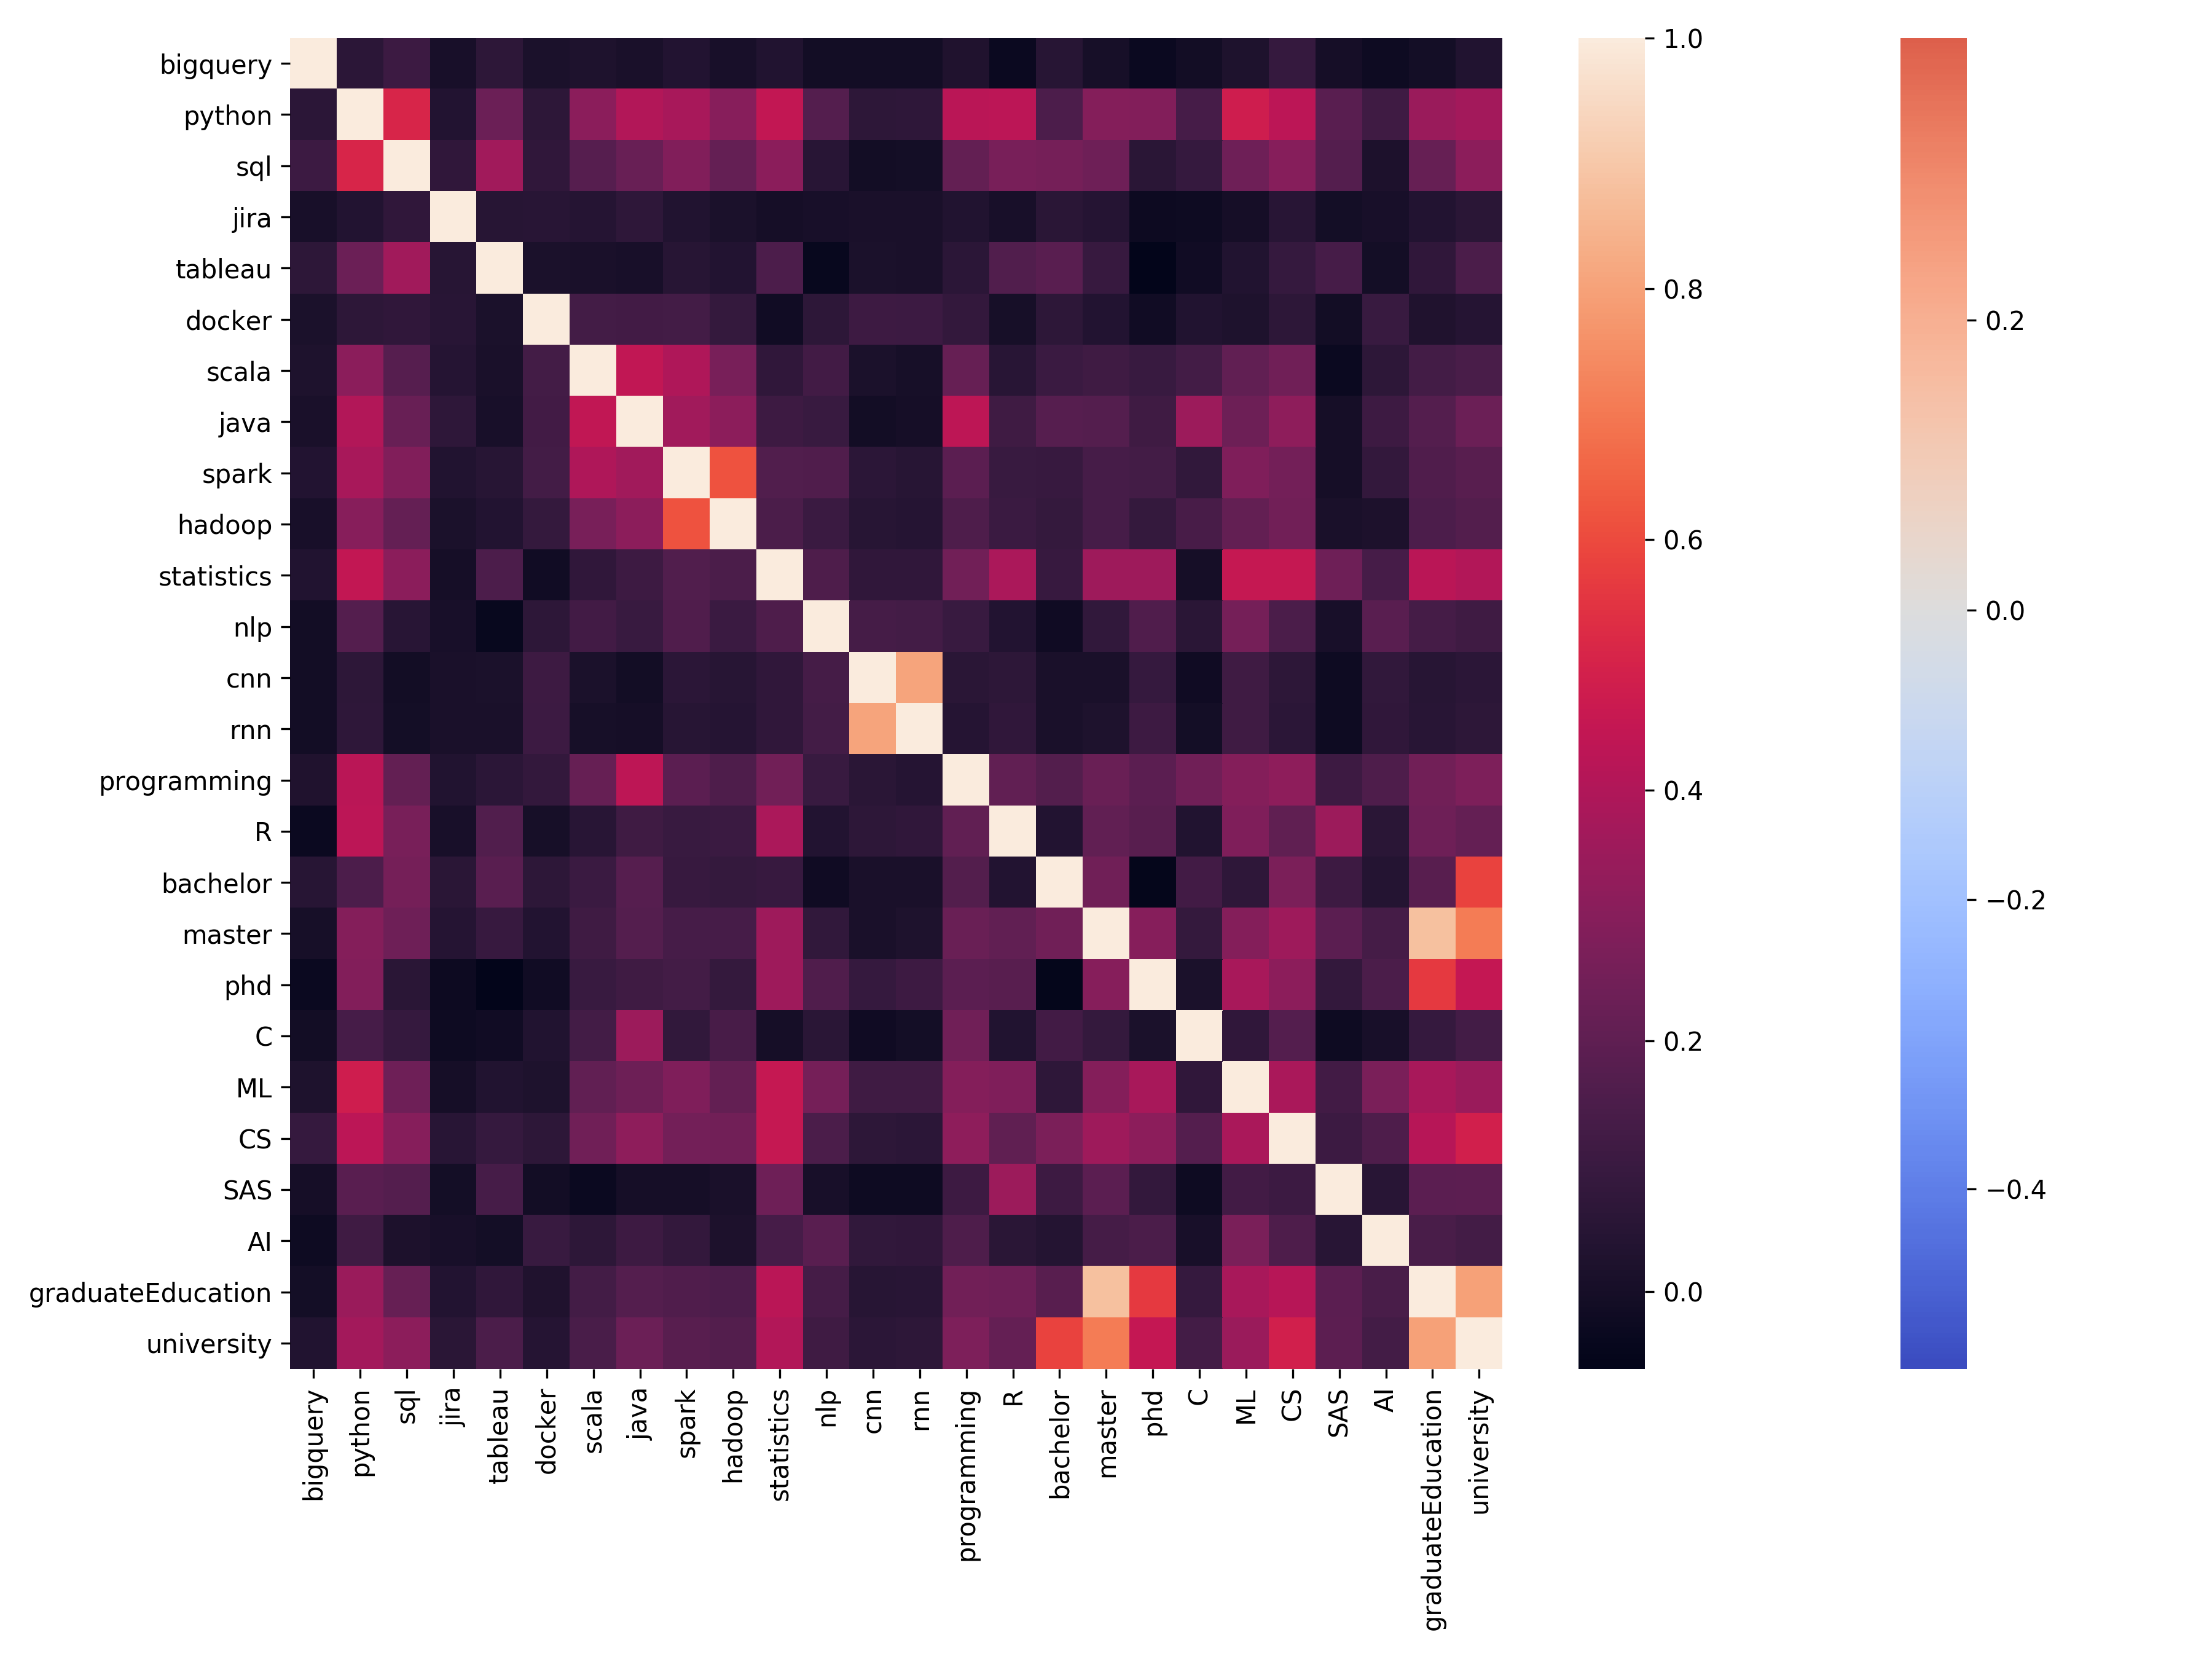 bigquery
python
sql
jira
tableau
docker
scala
java
spark
hadoop
statistics
nlp
cnn
rnn
programming
R
bachelor
master
phd
C
ML
CS
SAS
AI
graduateEducation
university
bigquery
python
sql
jira
tableau
docker
scala
java
spark
hadoop
statistics
nlp
cnn
rnn
programming
R
bachelor
master
phd
C
ML
CS
SAS
AI
graduateEducation
university
1.0
0.8
0.6
0.4
0.2
0.0
0.2
0.0
−0.2
−0.4